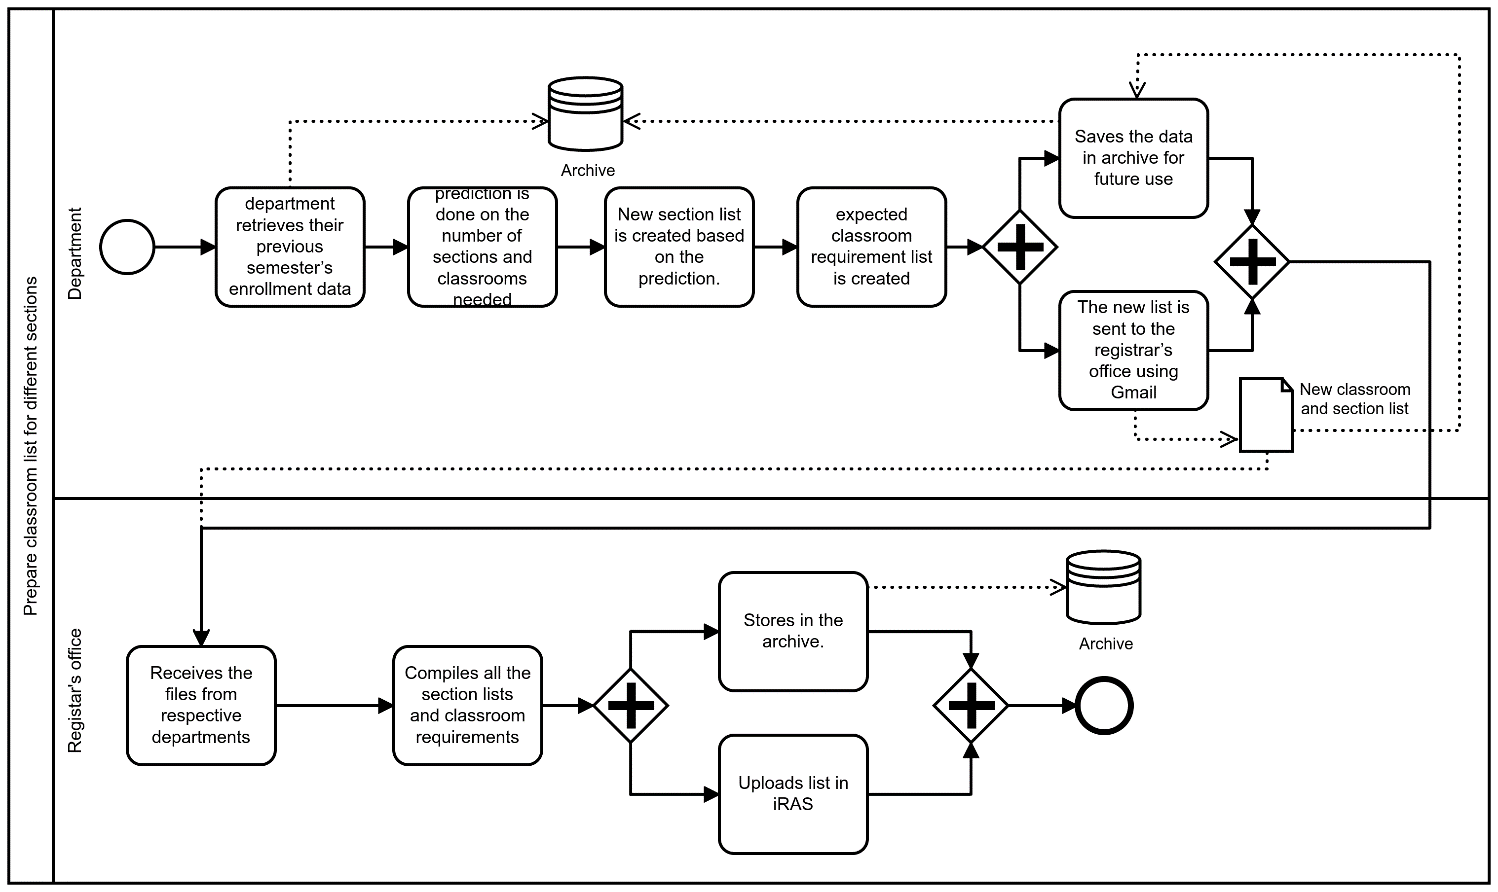 Prepare classroom list for different sections
Department
Archive
department
retrieves their
previous
semester's
enrollment data
prediction is
done on the
number of
sections and
classrooms
needed
New section list
is created based
on the
prediction.
expected
classroom
requirement list
is created
Saves the data
in archive for
future use
The new list is
sent to the
registrar's
office using
Gmail
New classroom
and section list
Registar's office
Receives the
files from
respective
departments
Compiles all the
section lists
and classroom
requirements
Stores in the
archive.
Uploads list in
iRAS
Archive